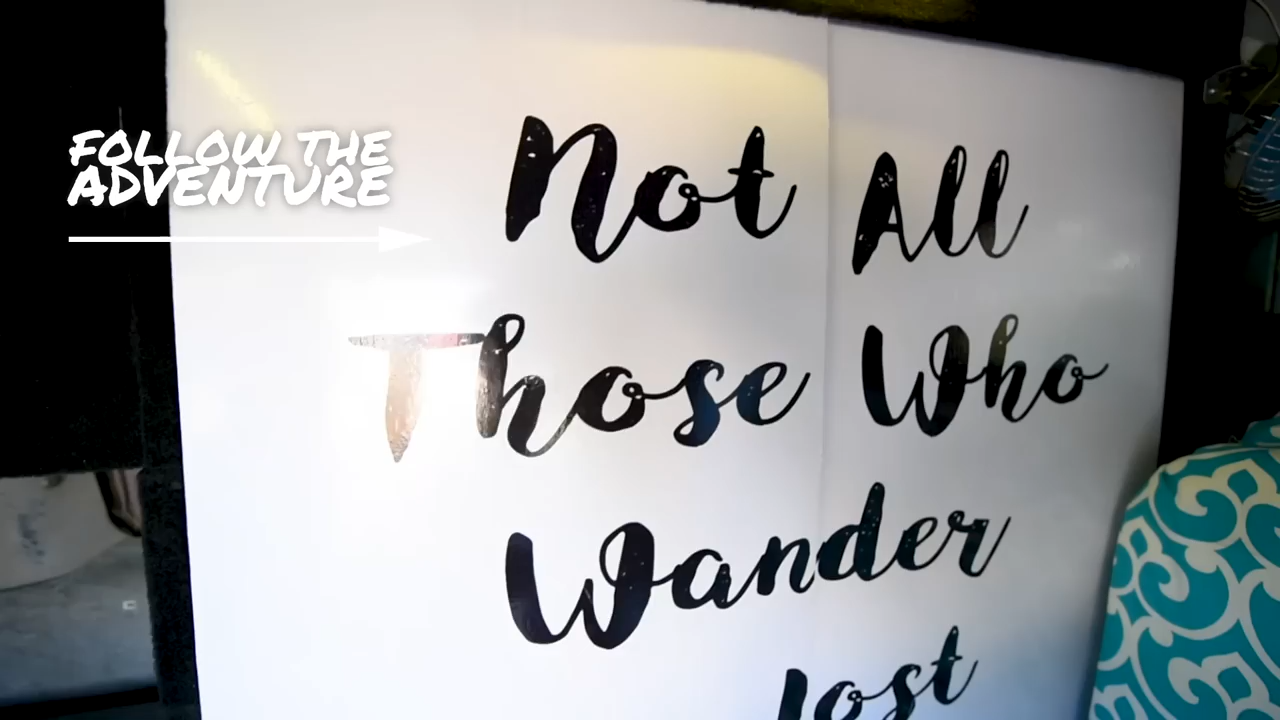 FOLLOW THE
ADVENTURE
Not All
Those Who
Wander
lost